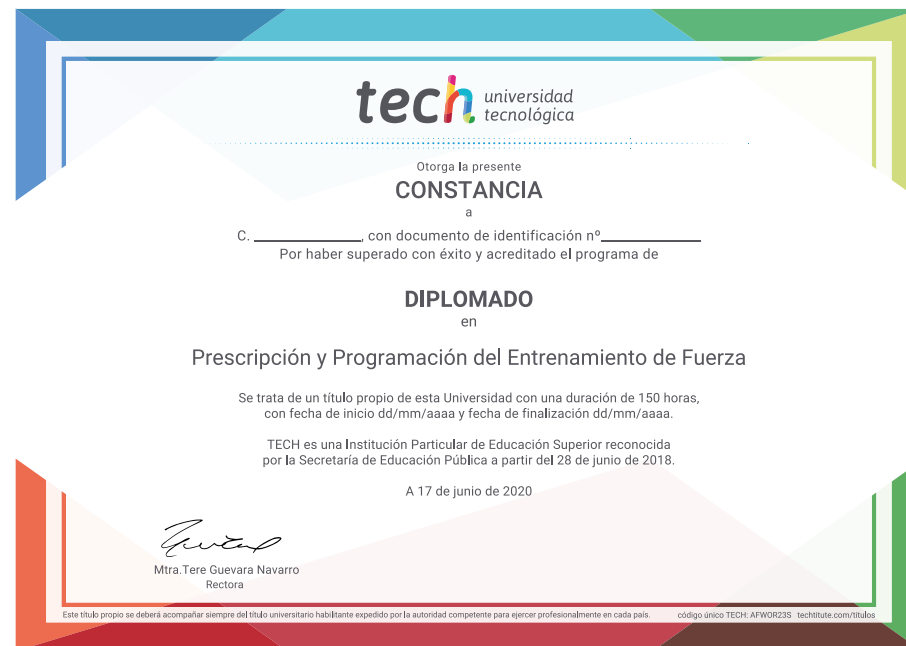 tech universidad
tecnológica
Otorga la presente
CONSTANCIA
a
C. ____________, con documento de identificación nº___________
Por haber superado con éxito y acreditado el programa de
DIPLOMADO
en
Prescripción y Programación del Entrenamiento de Fuerza
Se trata de un título propio de esta Universidad con una duración de 150 horas,
con fecha de inicio dd/mm/aaaa y fecha de finalización dd/mm/aaaa.
TECH es una Institución Particular de Educación Superior reconocida
por la Secretaría de Educación Pública a partir del 28 de junio de 2018.
A 17 de junio de 2020
Mtra.Tere Guevara Navarro
Rectora
Este título propio se deberá acompañar siempre del título universitario habilitante expedido por la autoridad competente para ejercer profesionalmente en cada país. código único TECH: AFWOR23S techtitute.com/titulos